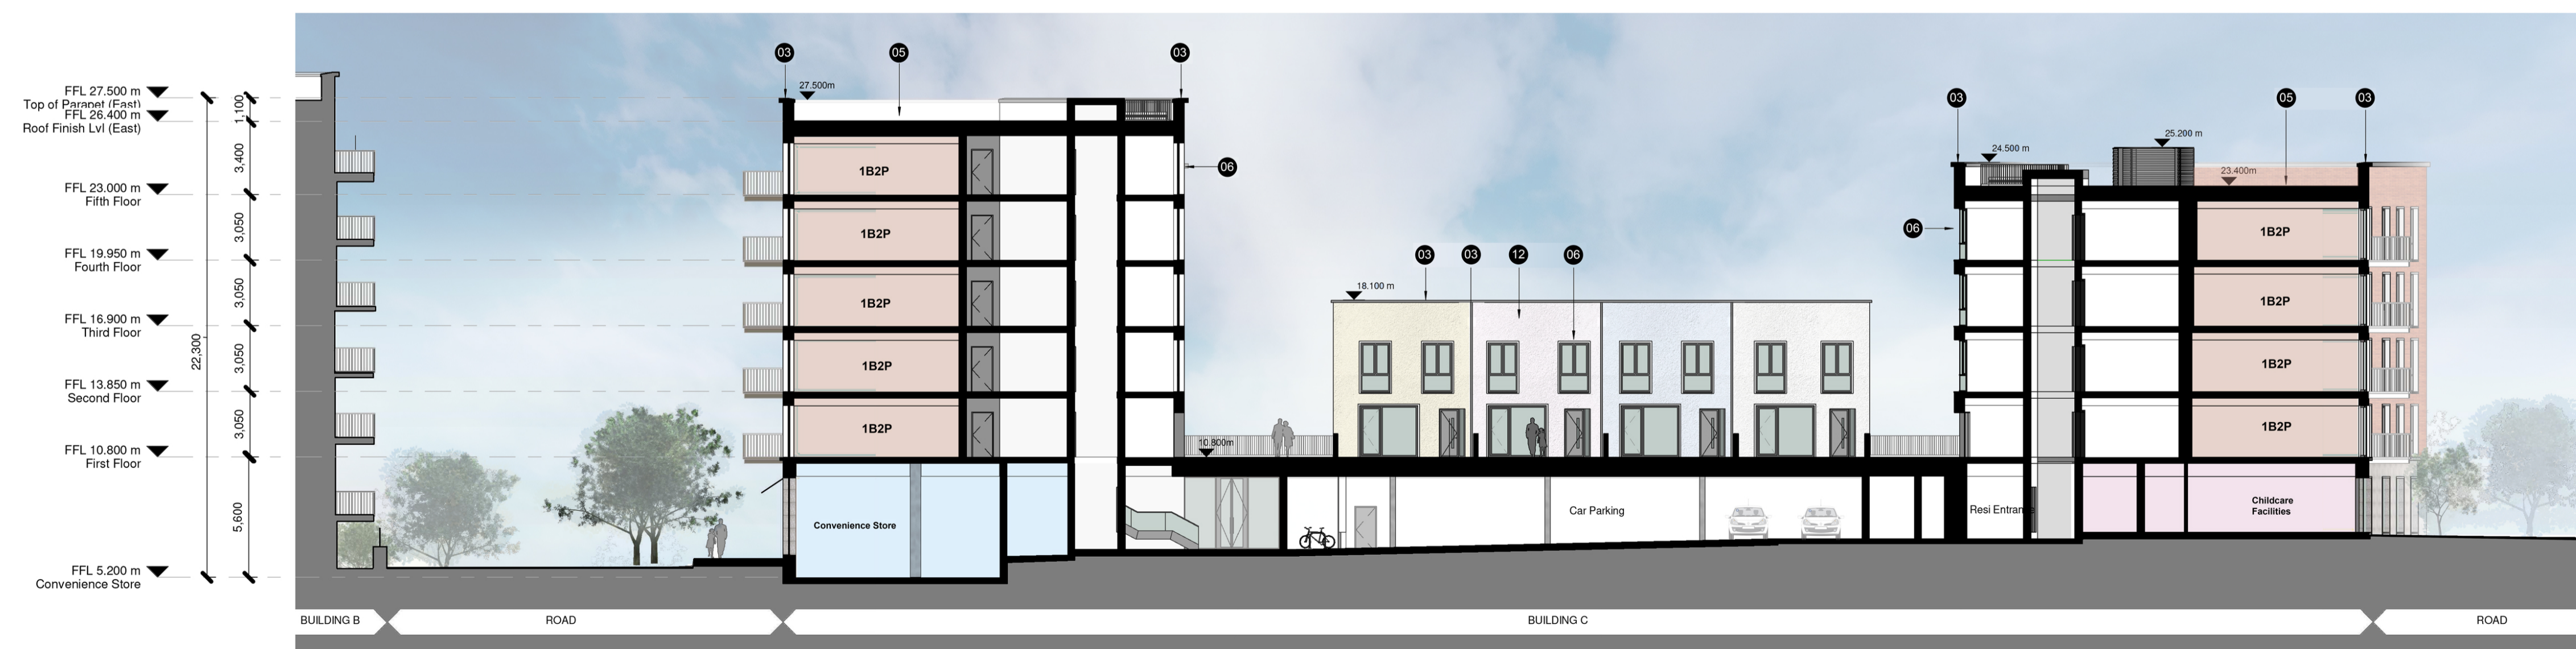 03
05
03
27.500m
FFL 27.500 m
Top of Parapet (East)
FFL 26.400 m
Roof Finish Lvl (East)
1,100
3,400
FFL 23.000 m
Fifth Floor
3,050
FFL 19.950 m
Fourth Floor
3,050
FFL 16.900 m
Third Floor
22,300
3,050
FFL 13.850 m
Second Floor
3,050
FFL 10.800 m
First Floor
5,600
FFL 5.200 m
Convenience Store
1B2P
1B2P
1B2P
1B2P
1B2P
Convenience Store
06
03
03
12
06
18.100 m
10.800m
Car Parking
03
05
03
25.200 m
24.500 m
23.400m
06
1B2P
1B2P
1B2P
1B2P
Resi Entrance
Childcare
Facilities
BUILDING B
ROAD
BUILDING C
ROAD